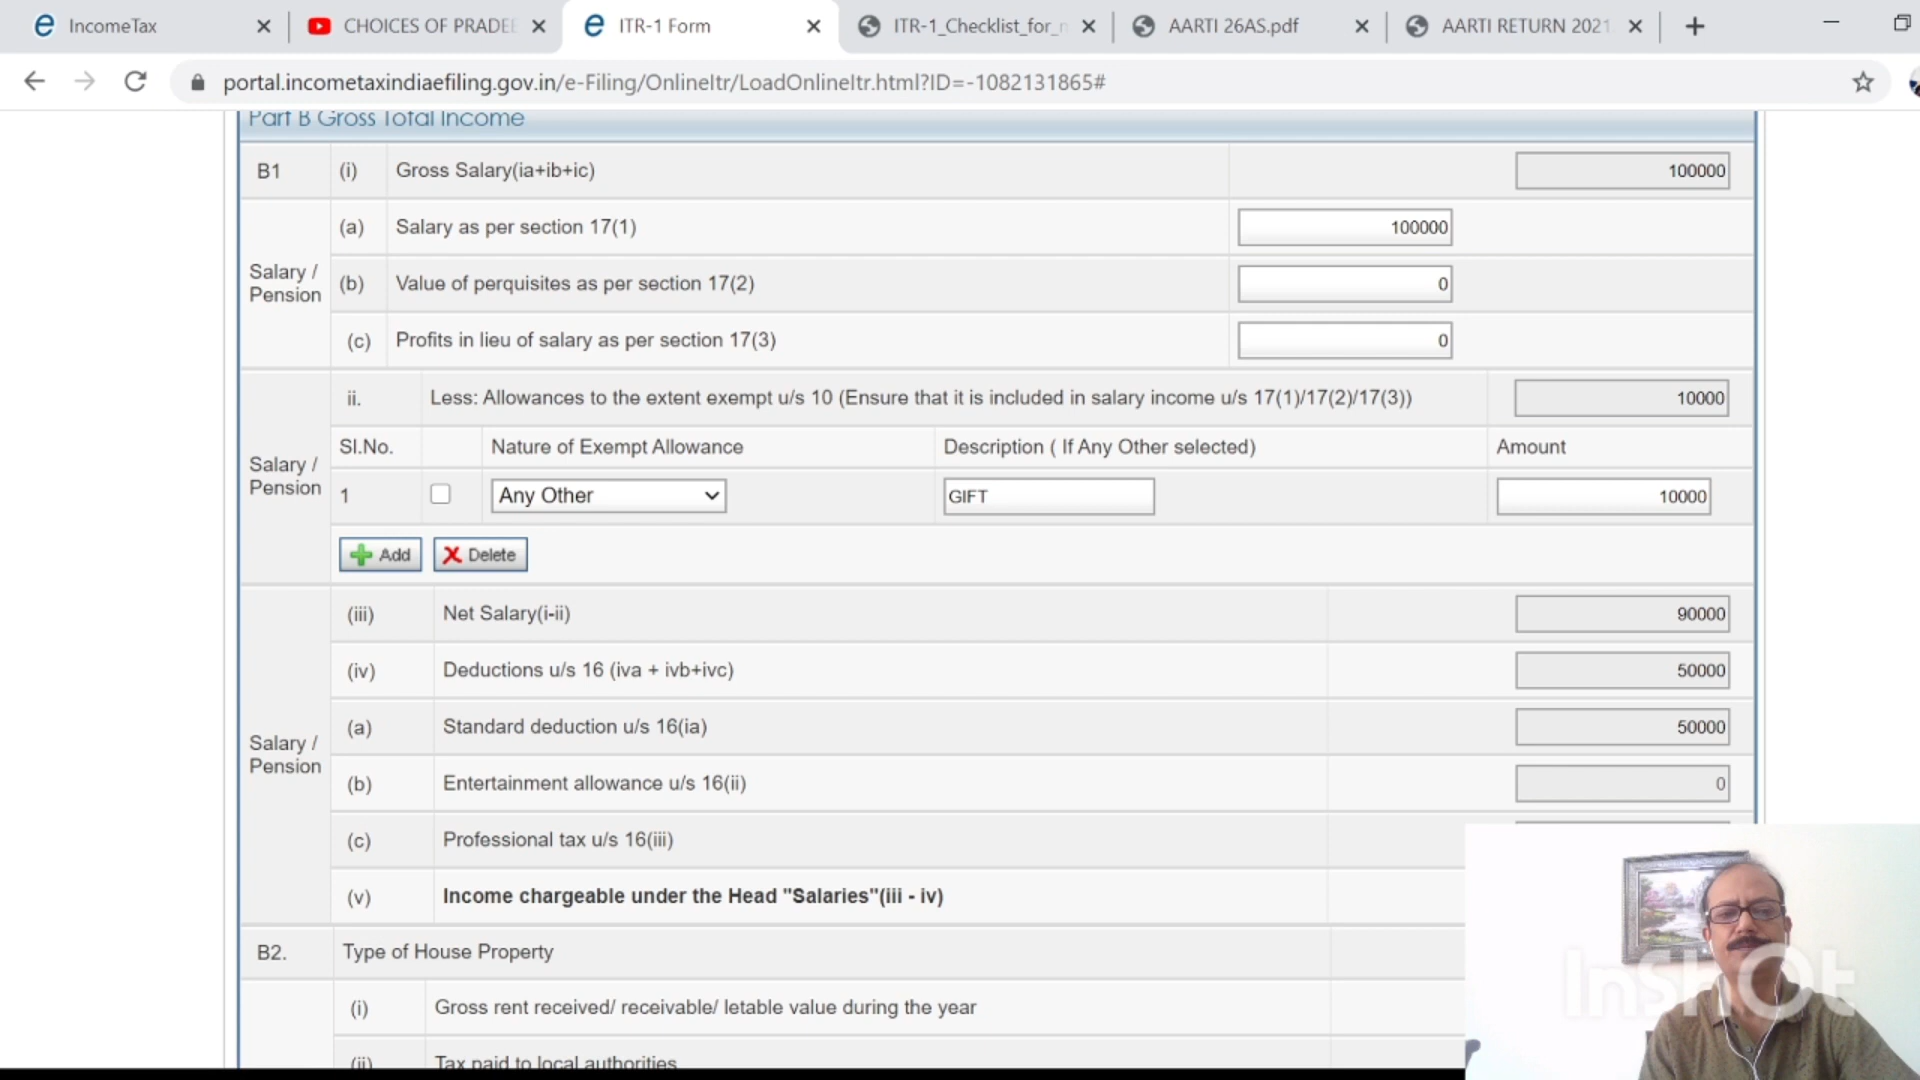 IncomeTax
CHOICES OF PRADEE
ITR-1 Form
ITR-1_Checklist_for_n
AARTI 26AS.pdf
AARTI RETURN 2021
portal.incometaxindiaefiling.gov.in/e-Filing/OnlineItr/LoadOnlineItr.html?ID=-1082131865#
Part B Gross Total Income
B1 (i) Gross Salary(ia+ib+ic) 100000
(a) Salary as per section 17(1) 100000
Salary / Pension
(b) Value of perquisites as per section 17(2) 0
(c) Profits in lieu of salary as per section 17(3) 0
ii. Less: Allowances to the extent exempt u/s 10 (Ensure that it is included in salary income u/s 17(1)/17(2)/17(3)) 10000
Salary / Pension
Sl.No. Nature of Exempt Allowance Description ( If Any Other selected) Amount
1 Any Other GIFT 10000
Add Delete
(iii) Net Salary(i-ii) 90000
(iv) Deductions u/s 16 (iva + ivb+ivc) 50000
(a) Standard deduction u/s 16(ia) 50000
Salary / Pension
(b) Entertainment allowance u/s 16(ii) 0
(c) Professional tax u/s 16(iii)
(v) Income chargeable under the Head "Salaries"(iii - iv)
B2. Type of House Property
(i) Gross rent received/ receivable/ letable value during the year
(ii) Tax paid to local authorities
InShOt